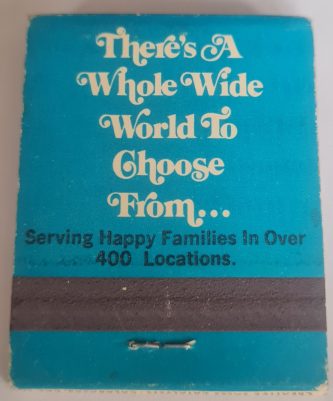 There's A
Whole Wide
World To
Choose
From...
Serving Happy Families In Over
400 Locations.